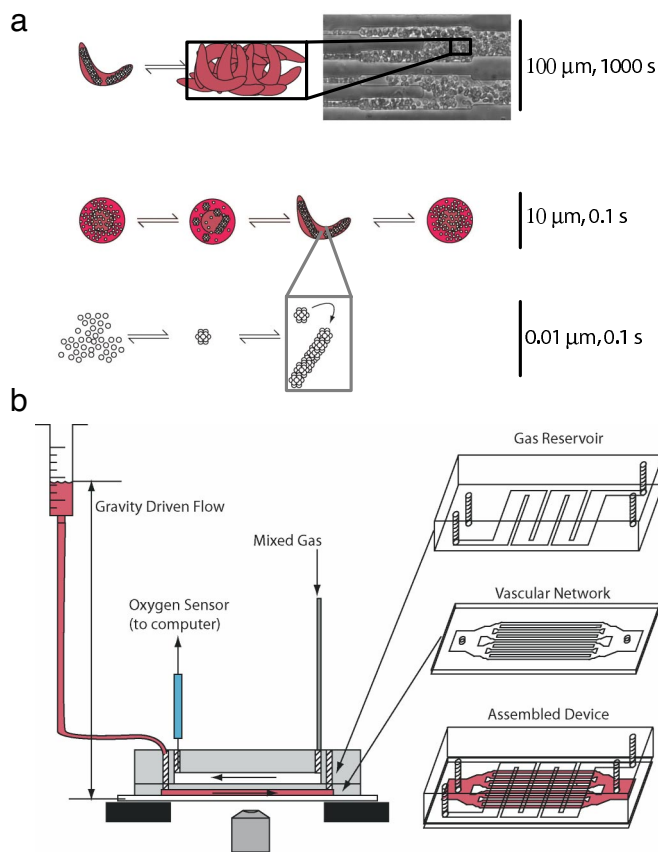 a
100 µm, 1000 s
10 µm, 0.1 s
0.01 µm, 0.1 s
b
Gas Reservoir
Gravity Driven Flow
Mixed Gas
Vascular Network
Oxygen Sensor
(to computer)
Assembled Device